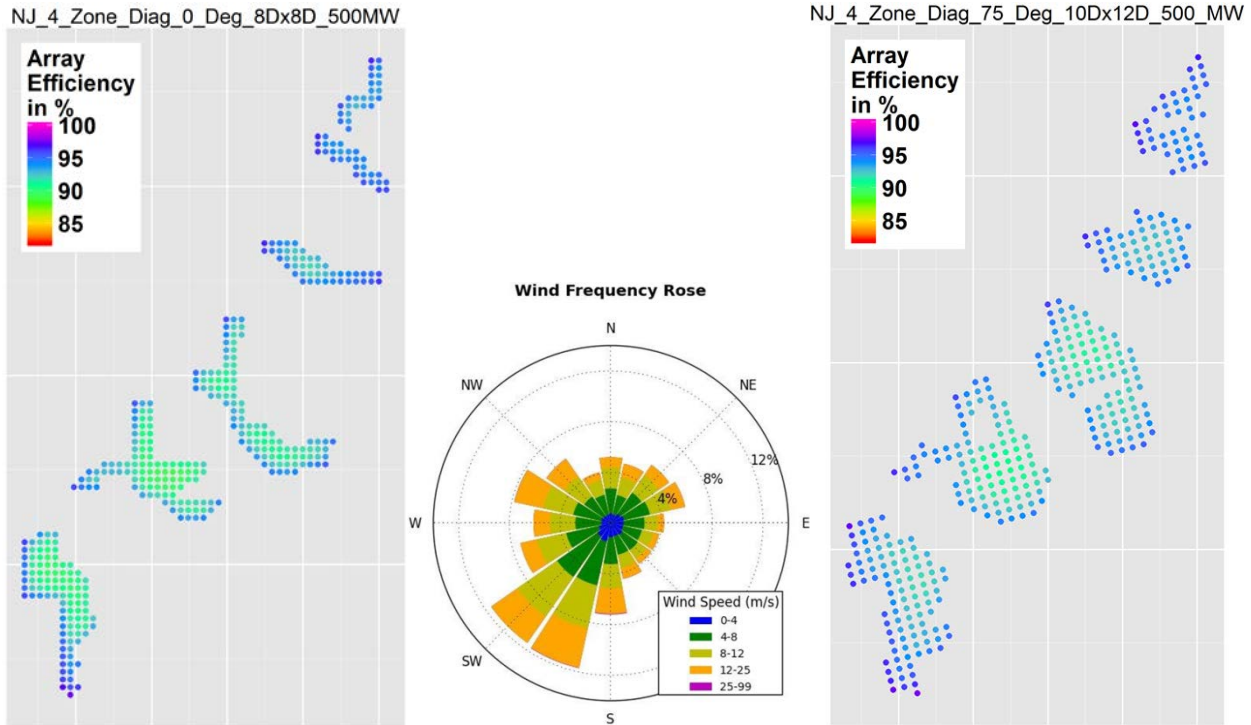 NJ_4_Zone_Diag_0_Deg_8Dx8D_500MW
Array
Efficiency
in %
100
95
90
85
Wind Frequency Rose
N
NW
NE
12%
8%
4%
W
E
SW
S
Wind Speed (m/s)
0-4
4-8
8-12
12-25
25-99
NJ_4_Zone_Diag_75_Deg_10Dx12D_500_MW
Array
Efficiency
in %
100
95
90
85